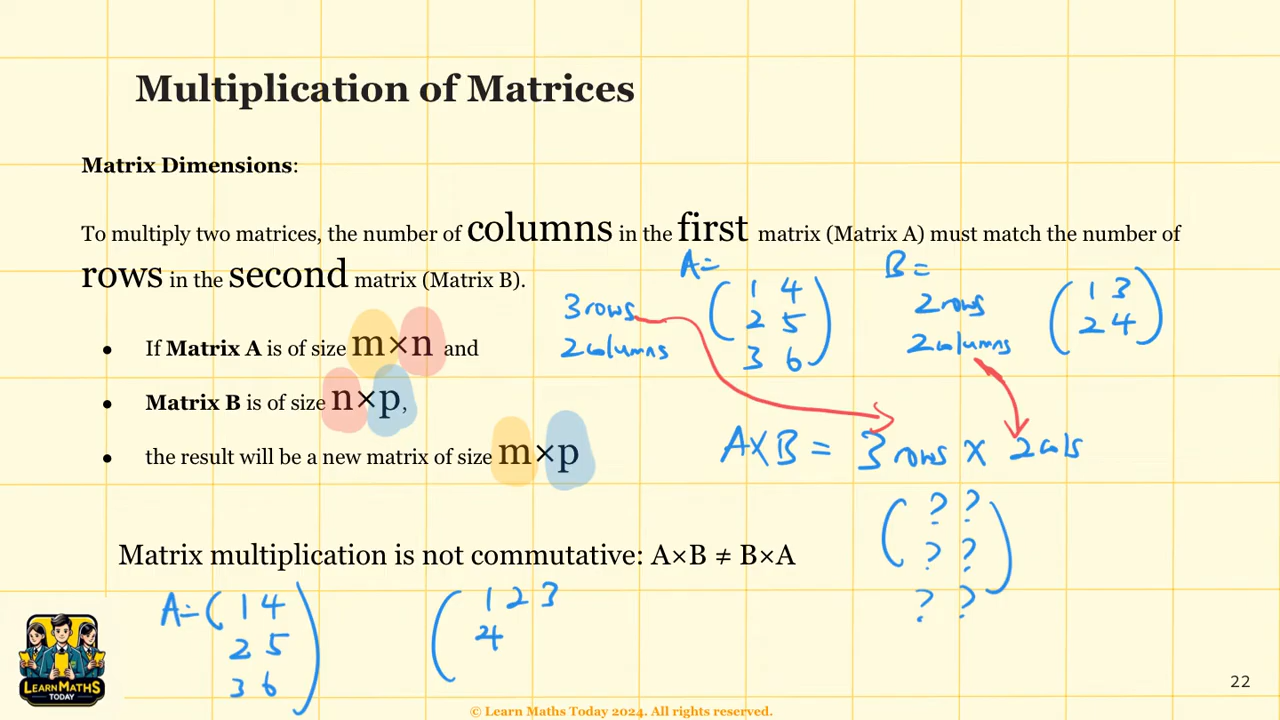 Multiplication of Matrices
Matrix Dimensions:
To multiply two matrices, the number of columns in the first matrix (Matrix A) must match the number of
rows in the second matrix (Matrix B).
A=
1 4
2 5
3 6
3 rows
2 columns
B=
2 rows
2 columns
1 3
2 4
• If Matrix A is of size m×n and
• Matrix B is of size n×p,
• the result will be a new matrix of size m×p
A×B = 3 rows × 2 cols
? ?
? ?
? ?
Matrix multiplication is not commutative: A×B ≠ B×A
A=
1 4
2 5
3 6
1 2 3
4
LEARN MATHS
TODAY
© Learn Maths Today 2024. All rights reserved.
22